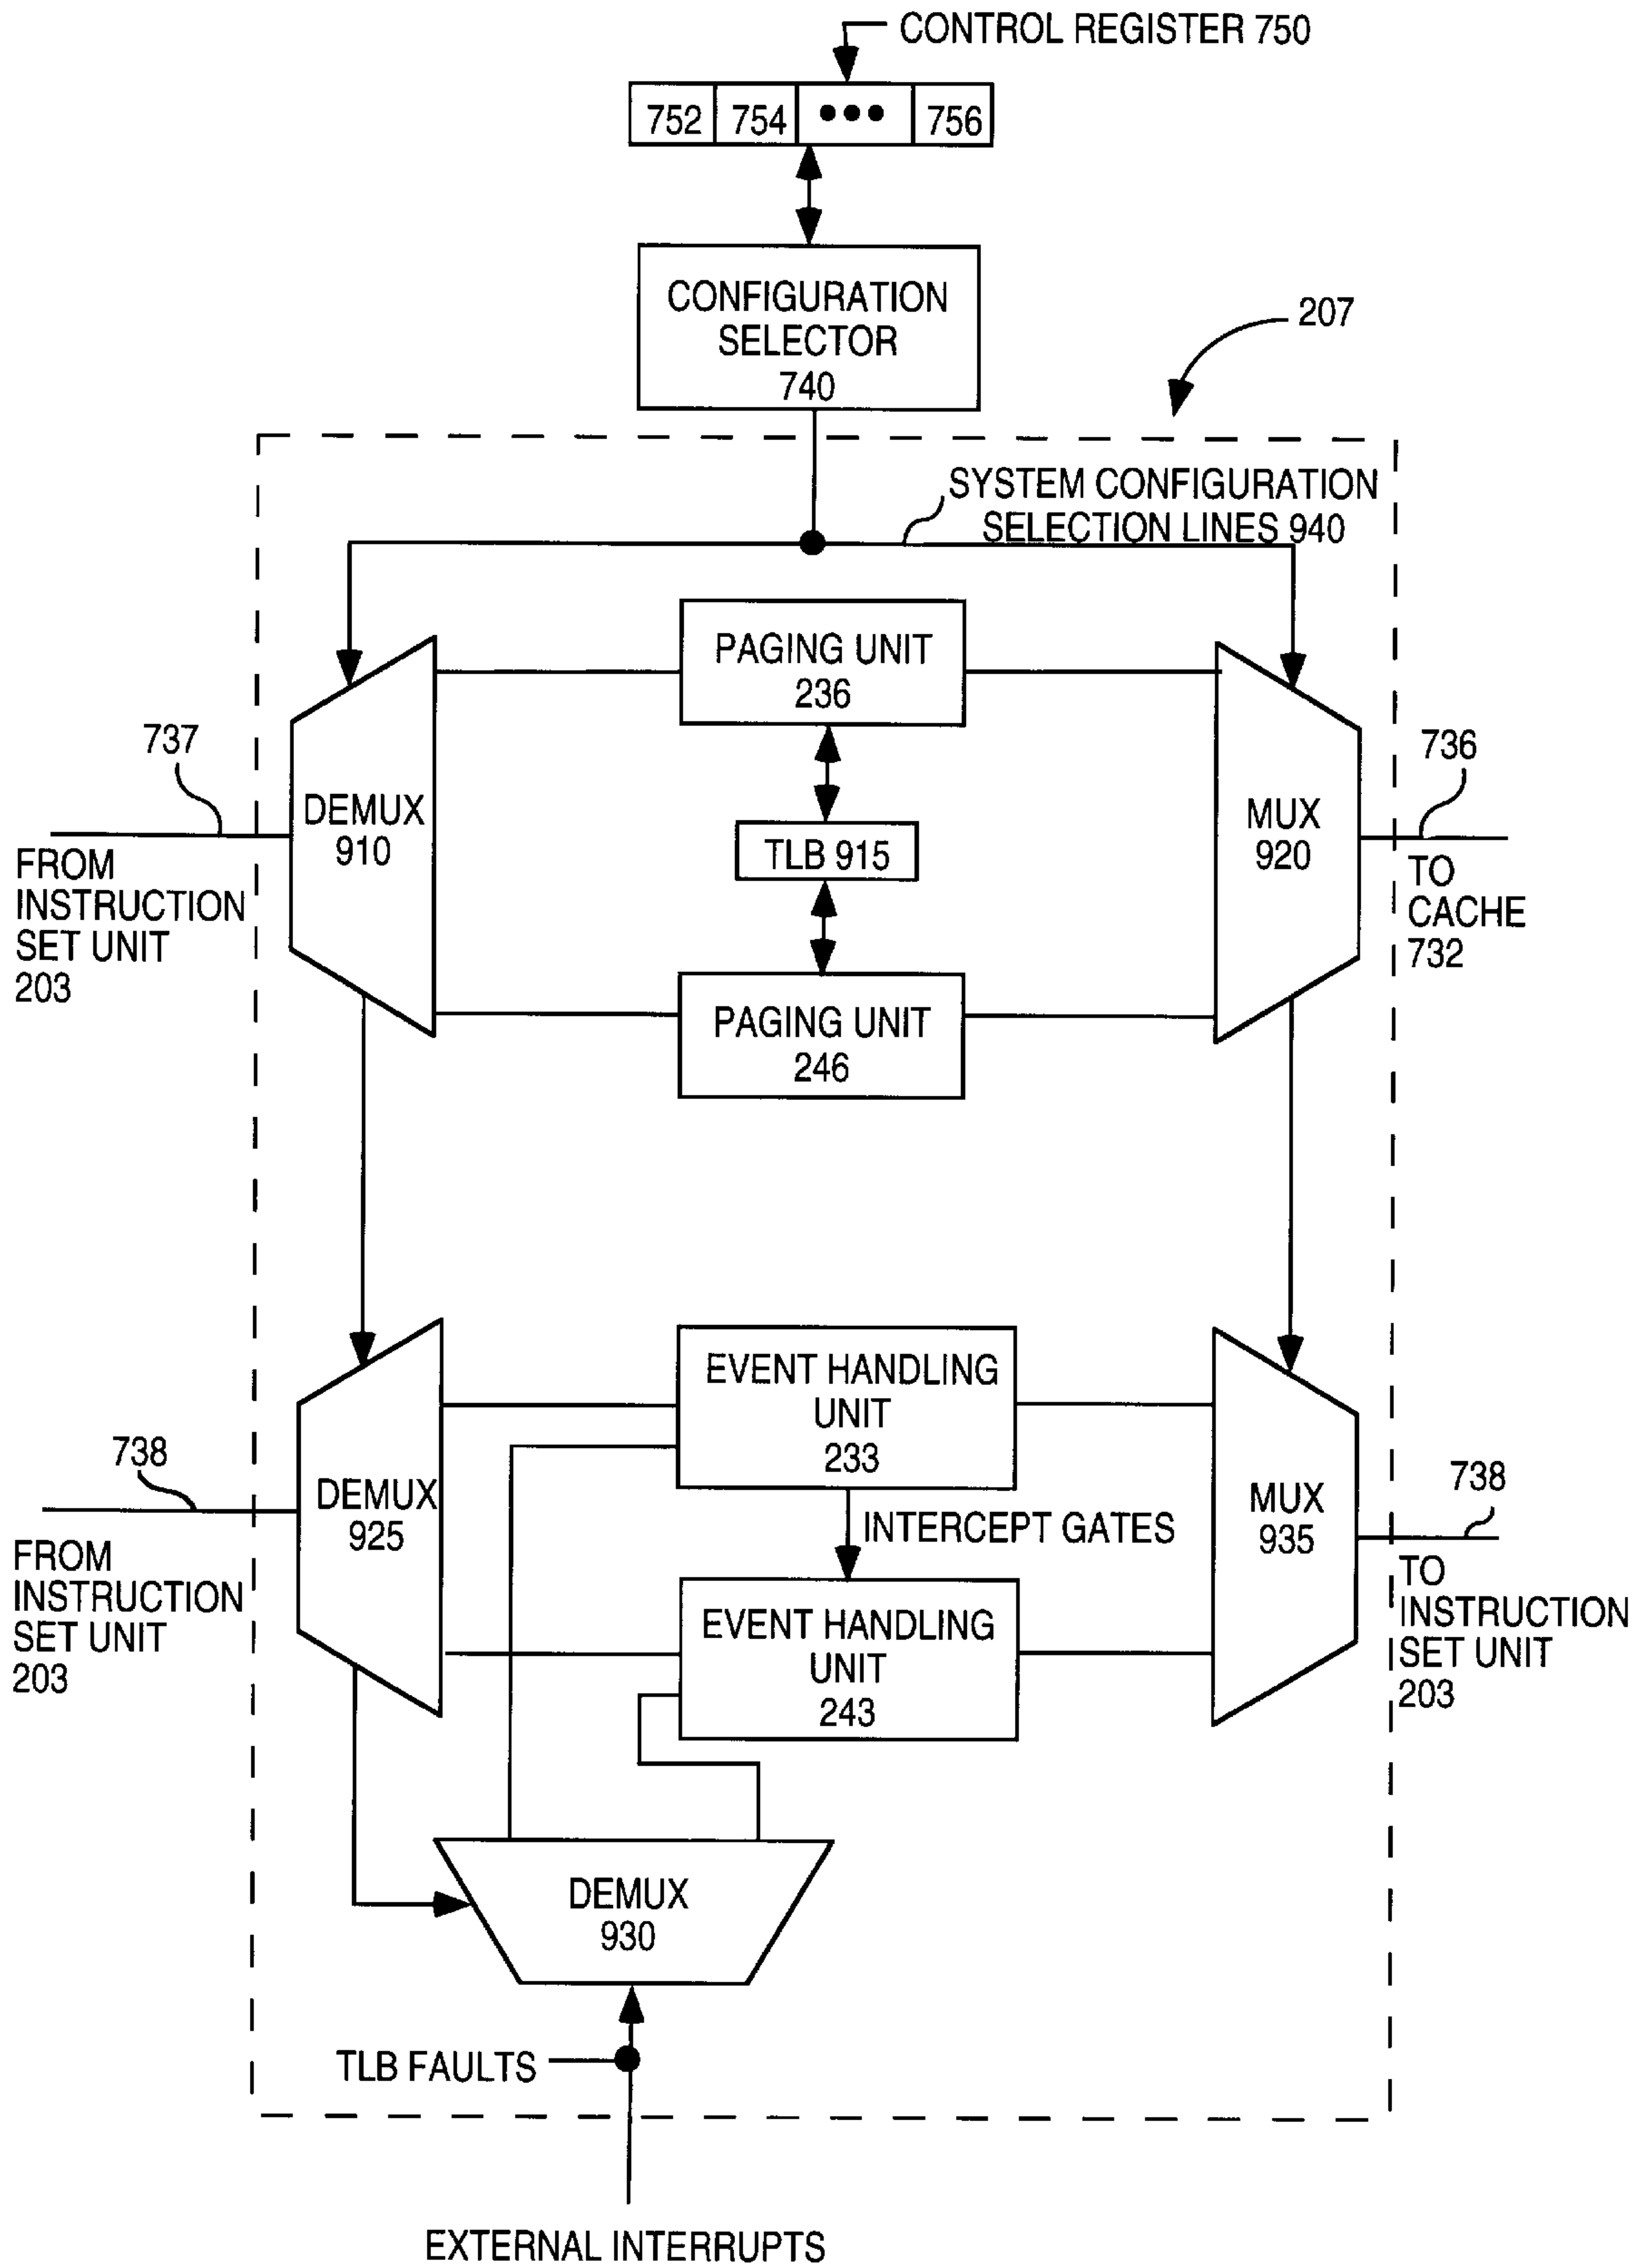 CONTROL REGISTER 750
752 754 ••• 756
CONFIGURATION
SELECTOR
740
207
SYSTEM CONFIGURATION
SELECTION LINES 940
PAGING UNIT
236
737
736
DEMUX
910
TLB 915
MUX
920
FROM
INSTRUCTION
SET UNIT
203
TO
CACHE
732
PAGING UNIT
246
EVENT HANDLING
UNIT
233
738
738
DEMUX
925
INTERCEPT GATES
MUX
935
FROM
INSTRUCTION
SET UNIT
203
TO
INSTRUCTION
SET UNIT
203
EVENT HANDLING
UNIT
243
DEMUX
930
TLB FAULTS
EXTERNAL INTERRUPTS